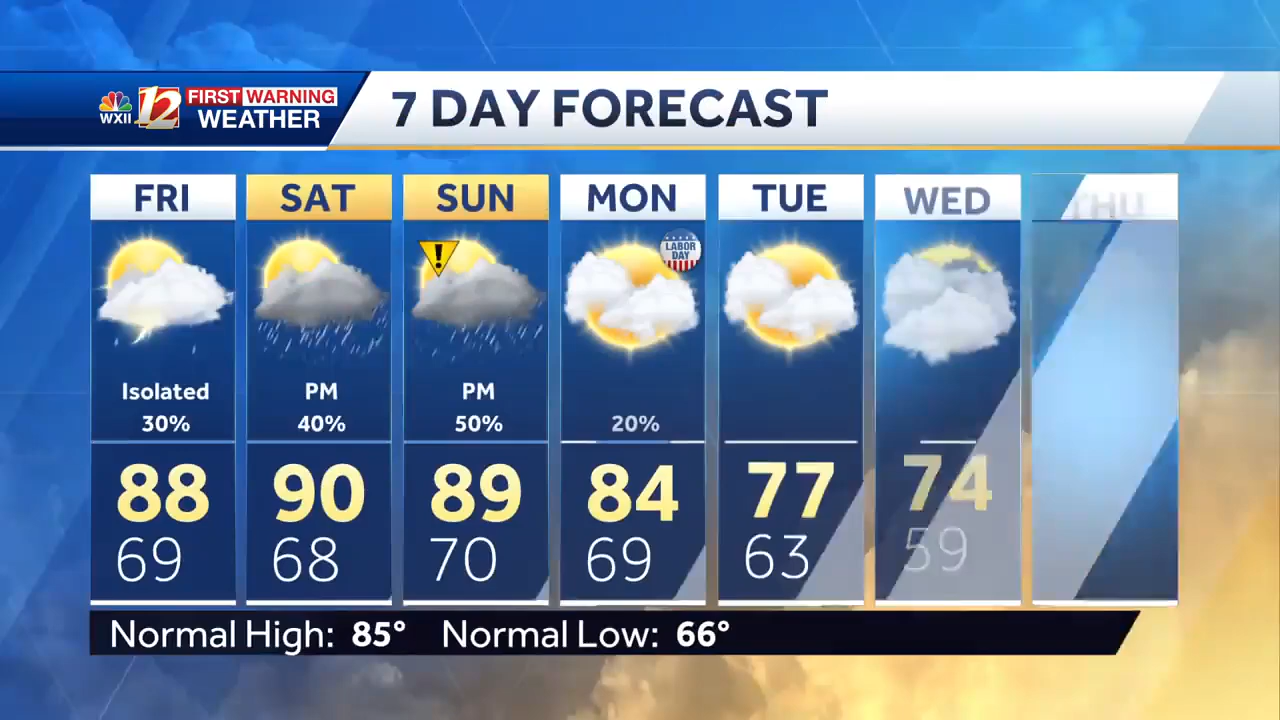 WXII 12 FIRST WARNING WEATHER
7 DAY FORECAST
FRI SAT SUN MON TUE WED THU
!
LABOR DAY
Isolated PM PM
30% 40% 50% 20%
88 90 89 84 77 74
69 68 70 69 63 59
Normal High: 85° Normal Low: 66°